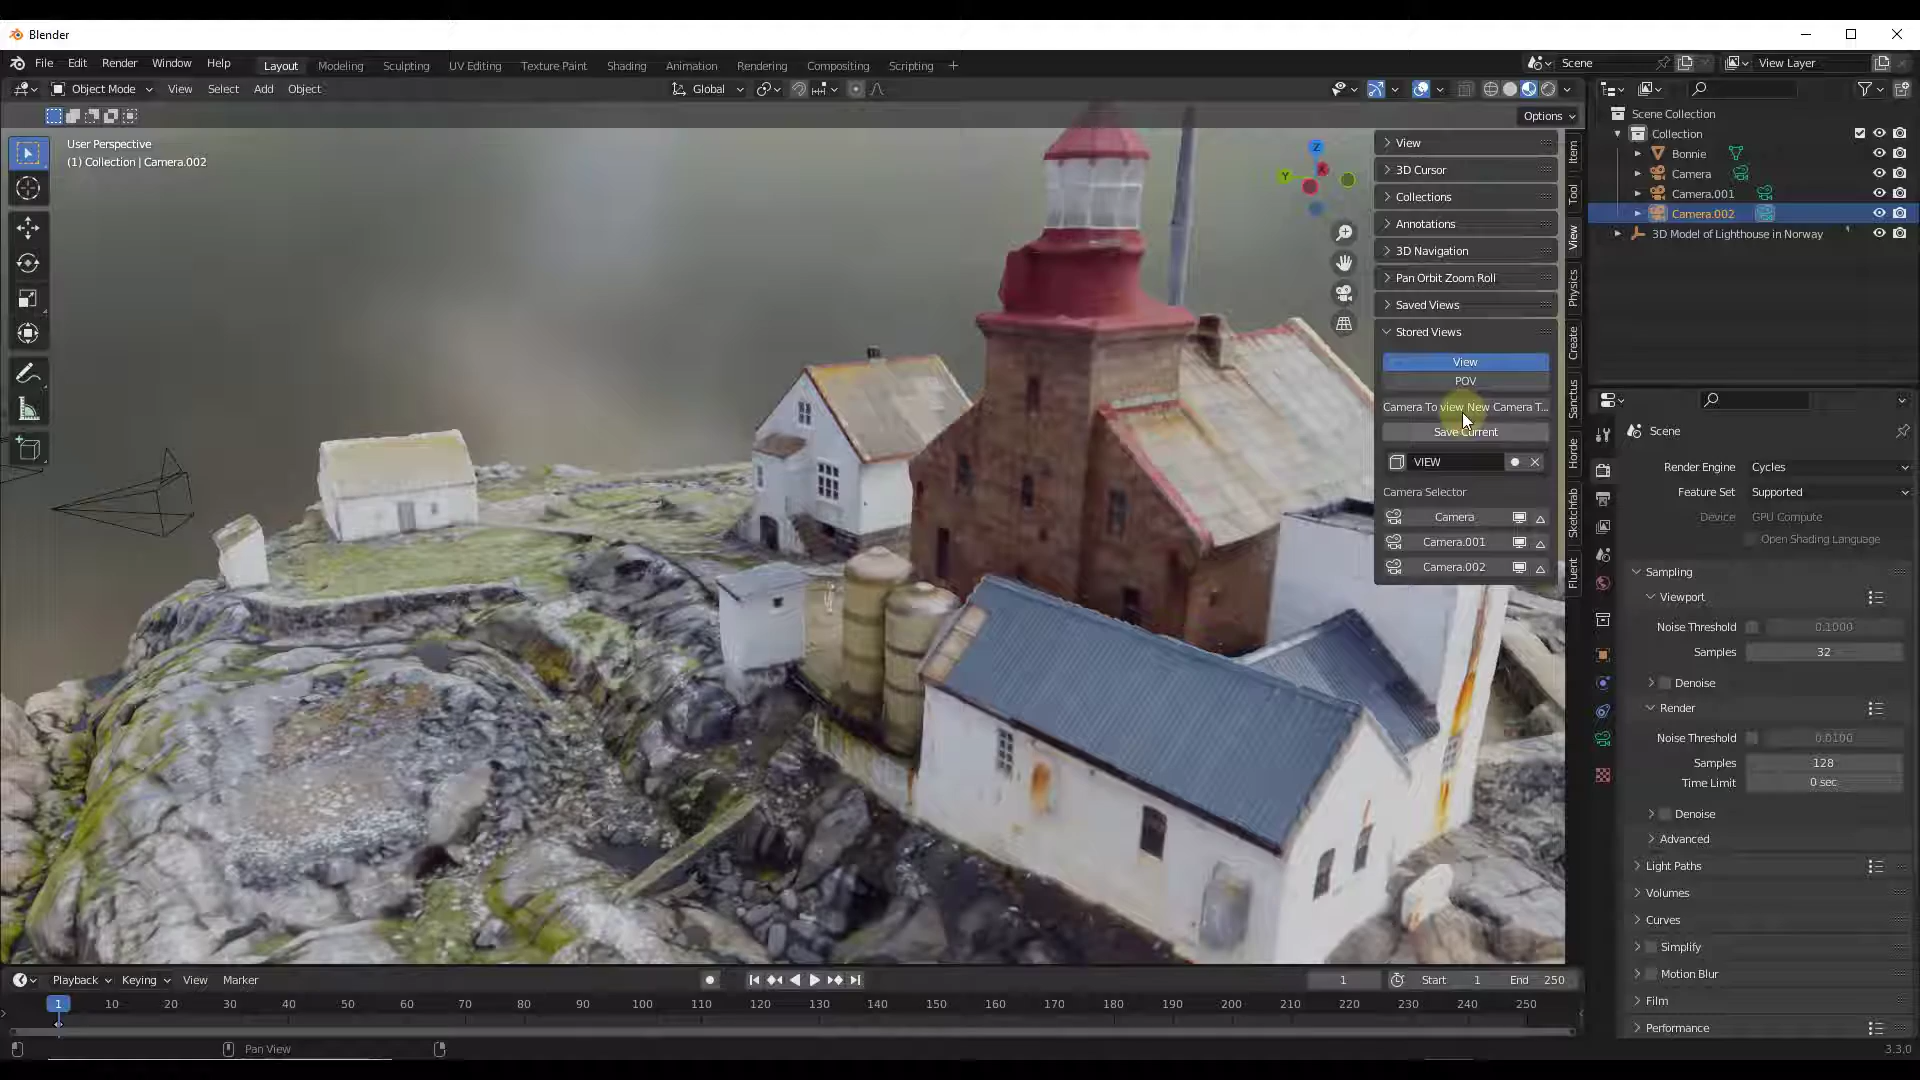 Blender
File Edit Render Window Help
Layout Modeling Sculpting UV Editing Texture Paint Shading Animation Rendering Compositing Scripting +
Scene
View Layer
Object Mode View Select Add Object
Global
Options
User Perspective
(1) Collection | Camera.002
Z
Y
X
View
3D Cursor
Collections
Annotations
3D Navigation
Pan Orbit Zoom Roll
Saved Views
Stored Views
View
POV
Camera To view New Camera T...
Save Current
VIEW
Camera Selector
Camera
Camera.001
Camera.002
Item
Tool
View
Physics
Create
Sanctus
Horde
Sketchfab
Fluent
Scene Collection
Collection
Bonnie
Camera
Camera.001
Camera.002
3D Model of Lighthouse in Norway
Scene
Render Engine Cycles
Feature Set Supported
Device GPU Compute
Open Shading Language
Sampling
Viewport
Noise Threshold 0.1000
Samples 32
Denoise
Render
Noise Threshold 0.0100
Samples 128
Time Limit 0 sec
Denoise
Advanced
Light Paths
Volumes
Curves
Simplify
Motion Blur
Film
Performance
Playback Keying View Marker
1 Start 1 End 250
1 10 20 30 40 50 60 70 80 90 100 110 120 130 140 150 160 170 180 190 200 210 220 230 240 250
Pan View
3.3.0